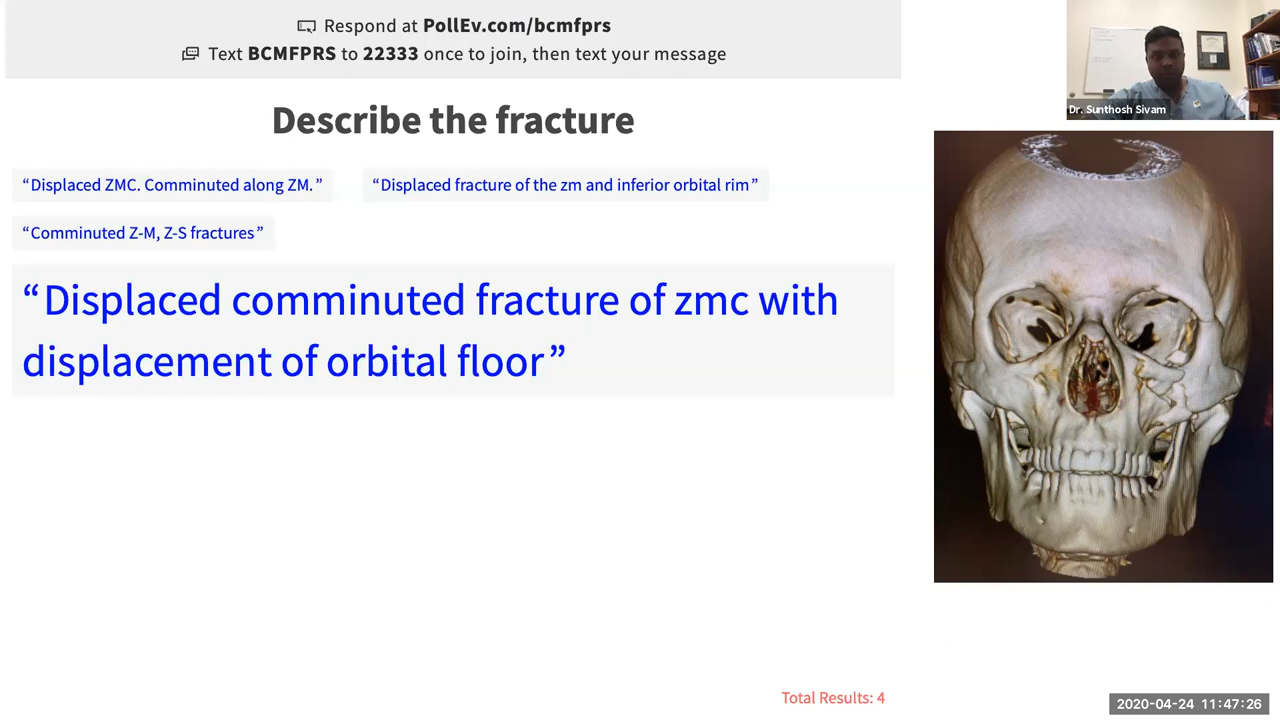 Respond at PollEv.com/bcmfprs
Text BCMFPRS to 22333 once to join, then text your message
Dr. Sunthosh Sivam
Describe the fracture
“Displaced ZMC. Comminuted along ZM.”
“Displaced fracture of the zm and inferior orbital rim”
“Comminuted Z-M, Z-S fractures”
“Displaced comminuted fracture of zmc with
displacement of orbital floor”
Total Results: 4
2020-04-24 11:47:26